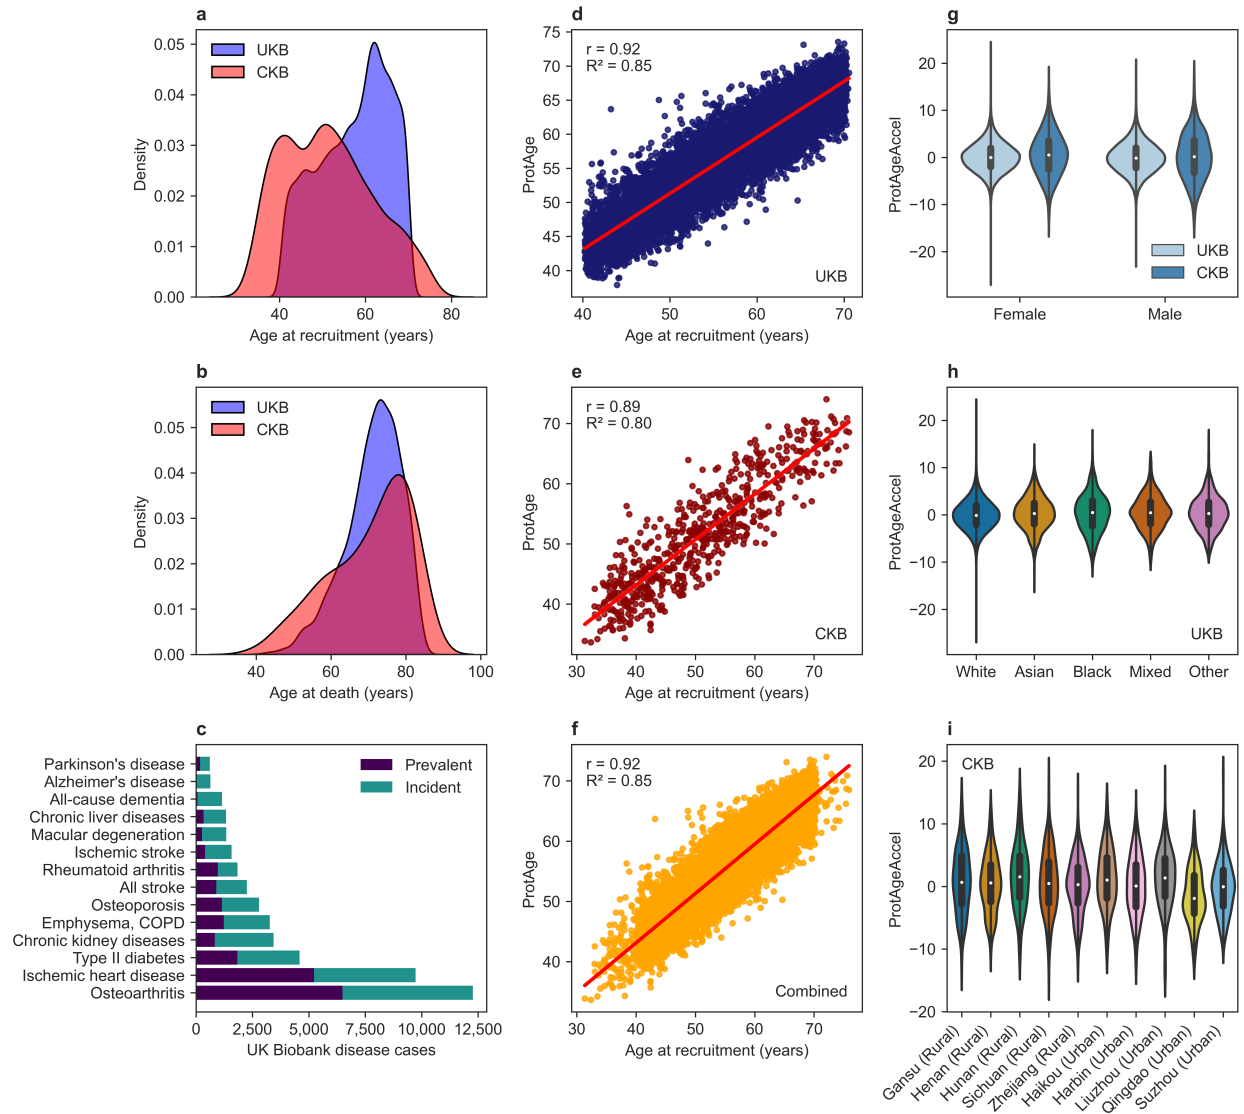 a
UKB
CKB
0.05
0.04
0.03
0.02
0.01
0.00
Density
40
60
80
Age at recruitment (years)
d
r = 0.92
R² = 0.85
75
70
65
60
55
50
45
40
ProtAge
UKB
40
50
60
70
Age at recruitment (years)
g
20
10
0
−10
−20
ProtAgeAccel
UKB
CKB
Female
Male
b
UKB
CKB
0.05
0.04
0.03
0.02
0.01
0.00
Density
40
60
80
100
Age at death (years)
e
r = 0.89
R² = 0.80
70
60
50
40
ProtAge
CKB
30
40
50
60
70
Age at recruitment (years)
h
20
10
0
−10
−20
ProtAgeAccel
UKB
White
Asian
Black
Mixed
Other
c
Prevalent
Incident
Parkinson's disease
Alzheimer's disease
All-cause dementia
Chronic liver diseases
Macular degeneration
Ischemic stroke
Rheumatoid arthritis
All stroke
Osteoporosis
Emphysema, COPD
Chronic kidney diseases
Type II diabetes
Ischemic heart disease
Osteoarthritis
0
2,500
5,000
7,500
10,000
12,500
UK Biobank disease cases
f
r = 0.92
R² = 0.85
70
60
50
40
ProtAge
Combined
30
40
50
60
70
Age at recruitment (years)
i
CKB
20
10
0
−10
−20
ProtAgeAccel
Gansu (Rural)
Henan (Rural)
Hunan (Rural)
Sichuan (Rural)
Zhejiang (Rural)
Haikou (Urban)
Harbin (Urban)
Liuzhou (Urban)
Qingdao (Urban)
Suzhou (Urban)